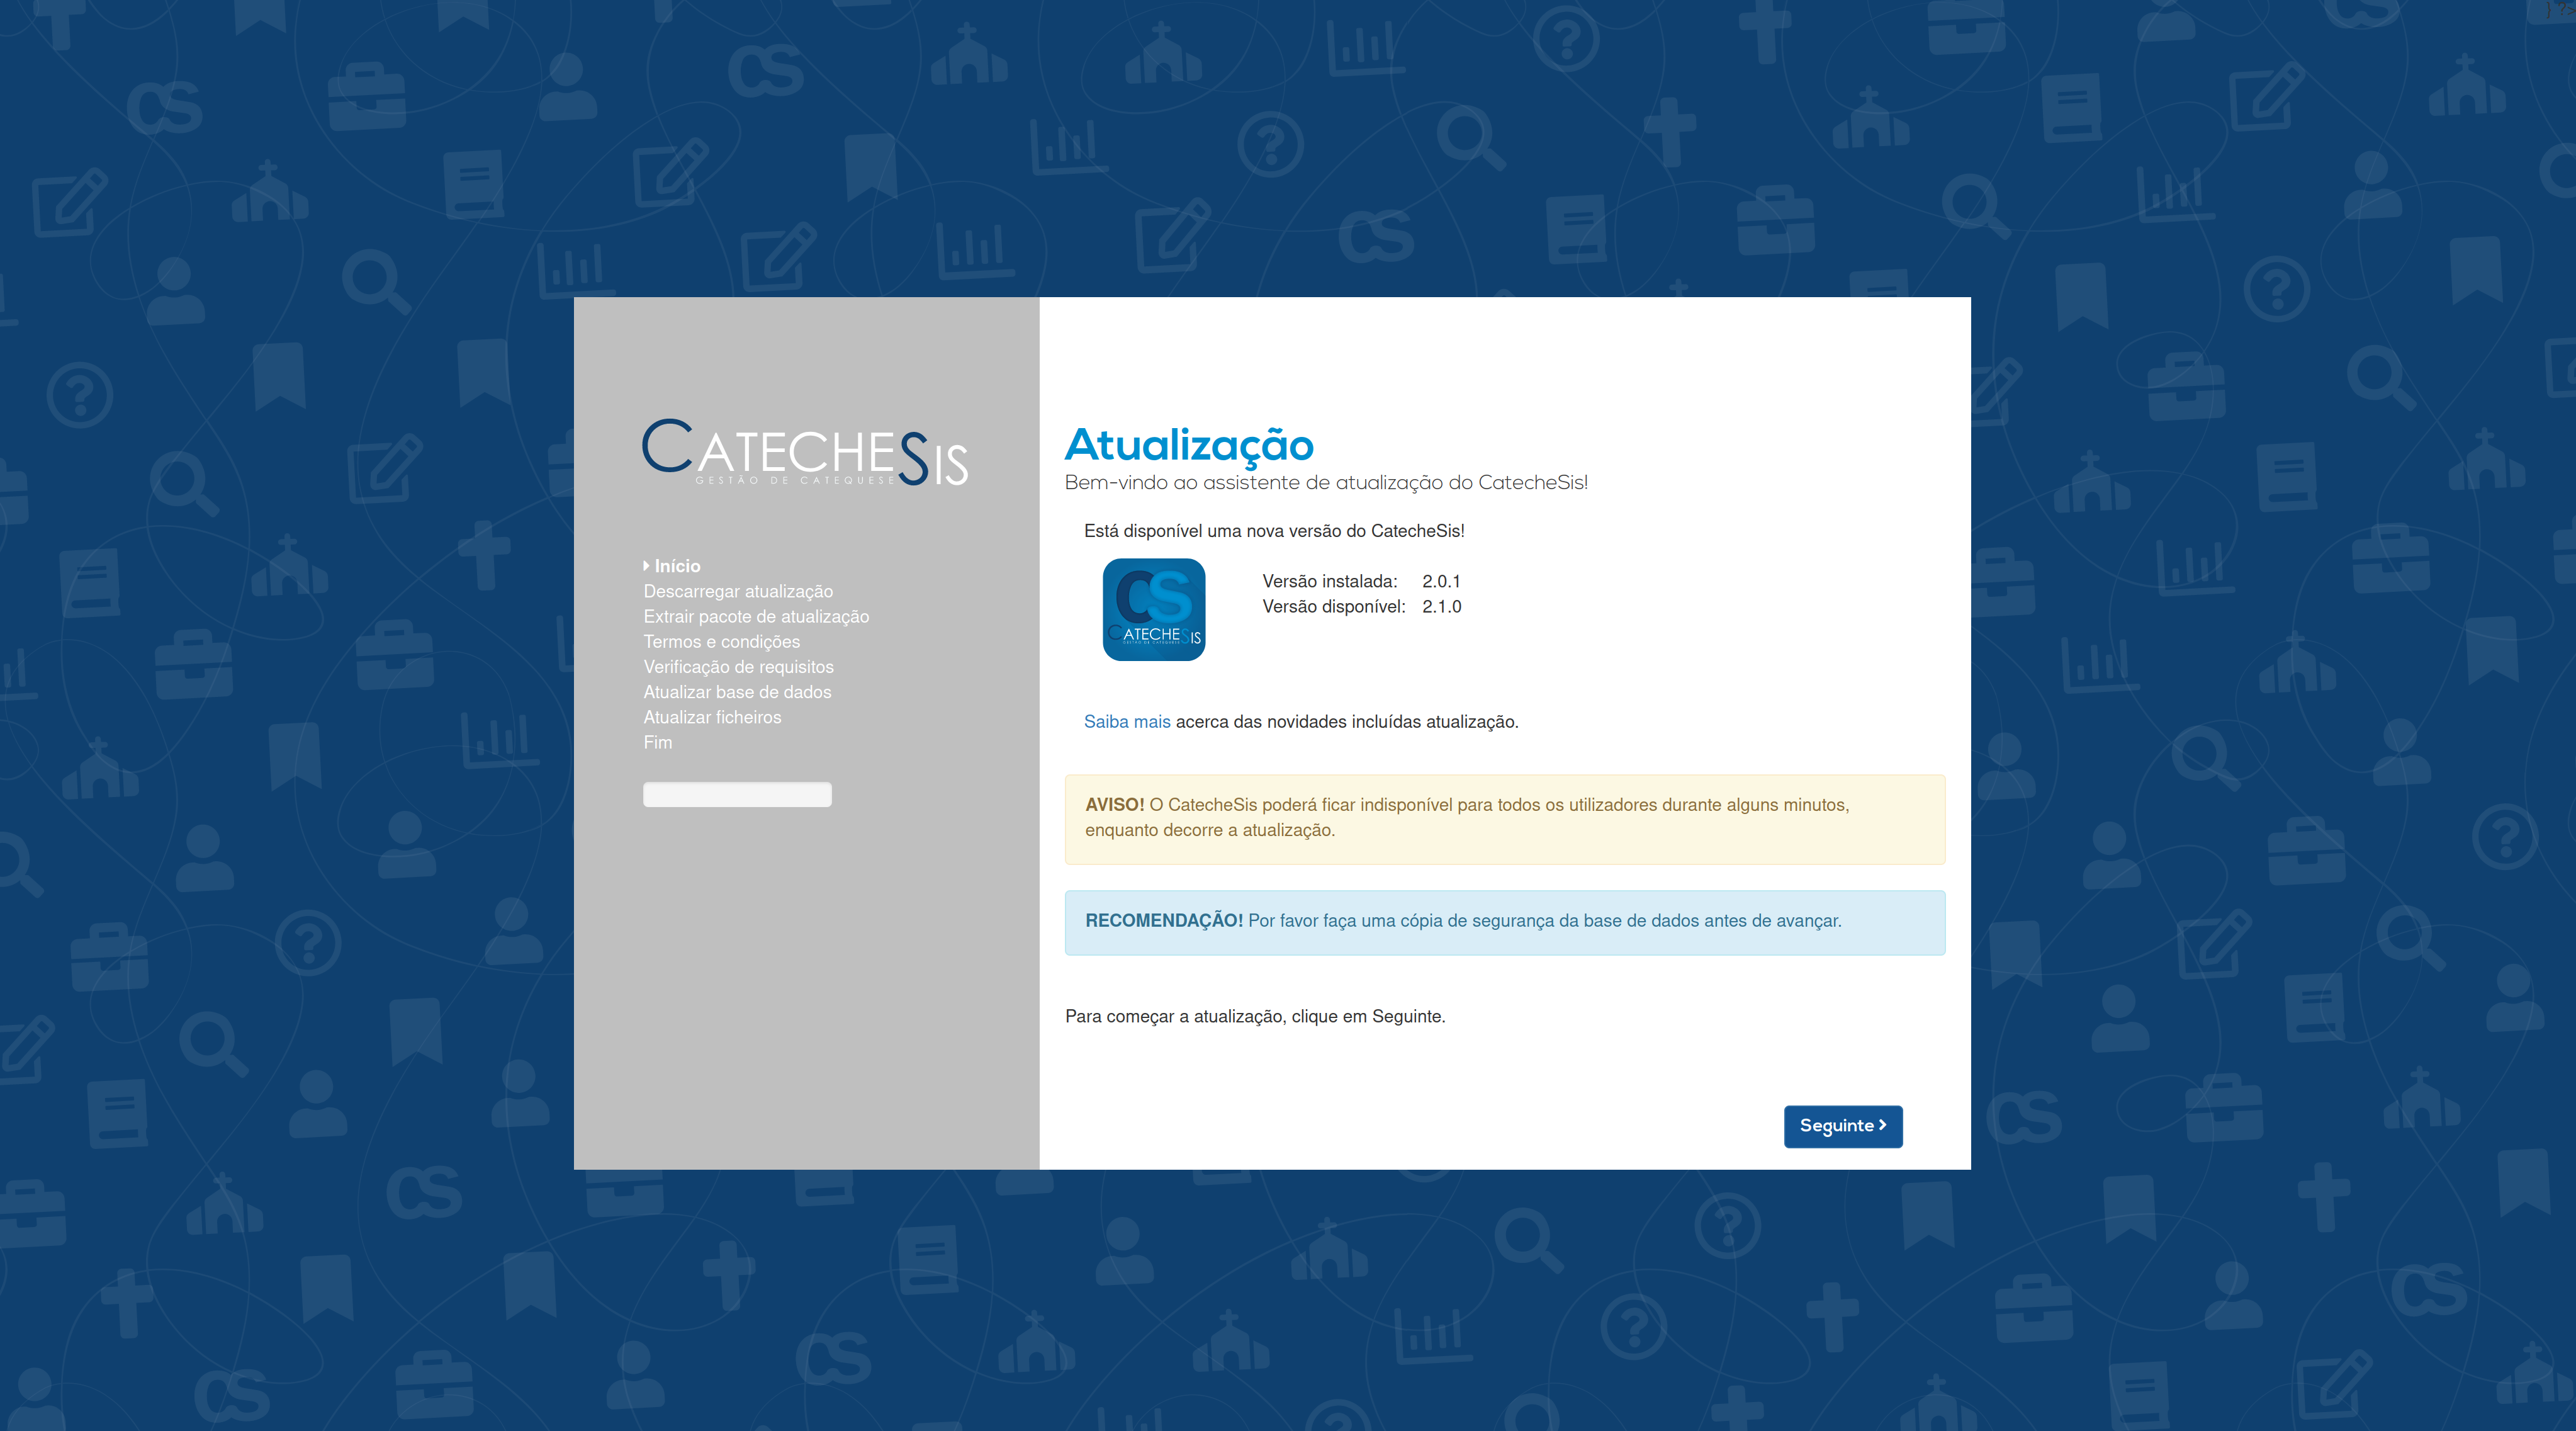 } ?>
CATECHESIS
GESTÃO DE CATEQUESE
Início
Descarregar atualização
Extrair pacote de atualização
Termos e condições
Verificação de requisitos
Atualizar base de dados
Atualizar ficheiros
Fim
Atualização
Bem-vindo ao assistente de atualização do CatecheSis!
Está disponível uma nova versão do CatecheSis!
CS
CATECHESIS
GESTÃO DE CATEQUESE
Versão instalada: 2.0.1
Versão disponível: 2.1.0
Saiba mais acerca das novidades incluídas atualização.
AVISO! O CatecheSis poderá ficar indisponível para todos os utilizadores durante alguns minutos,
enquanto decorre a atualização.
RECOMENDAÇÃO! Por favor faça uma cópia de segurança da base de dados antes de avançar.
Para começar a atualização, clique em Seguinte.
Seguinte